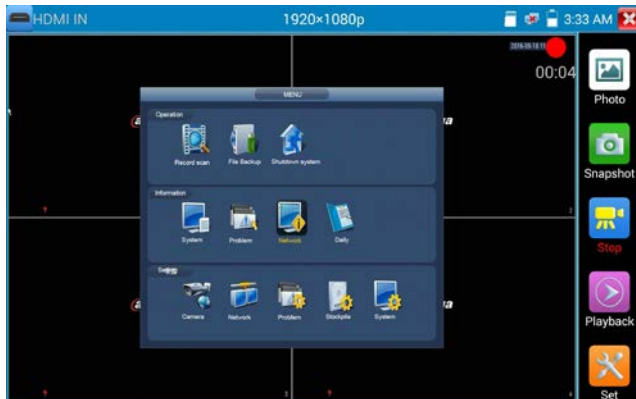 HDMI IN 1920×1080p 3:33 AM
00:04
MENU
Operation
Record scan File Backup Shutdown system
Information
System Problem Network Daily
Camera Network Problem Stockpile System
Photo
Snapshot
Stop
Playback
Set